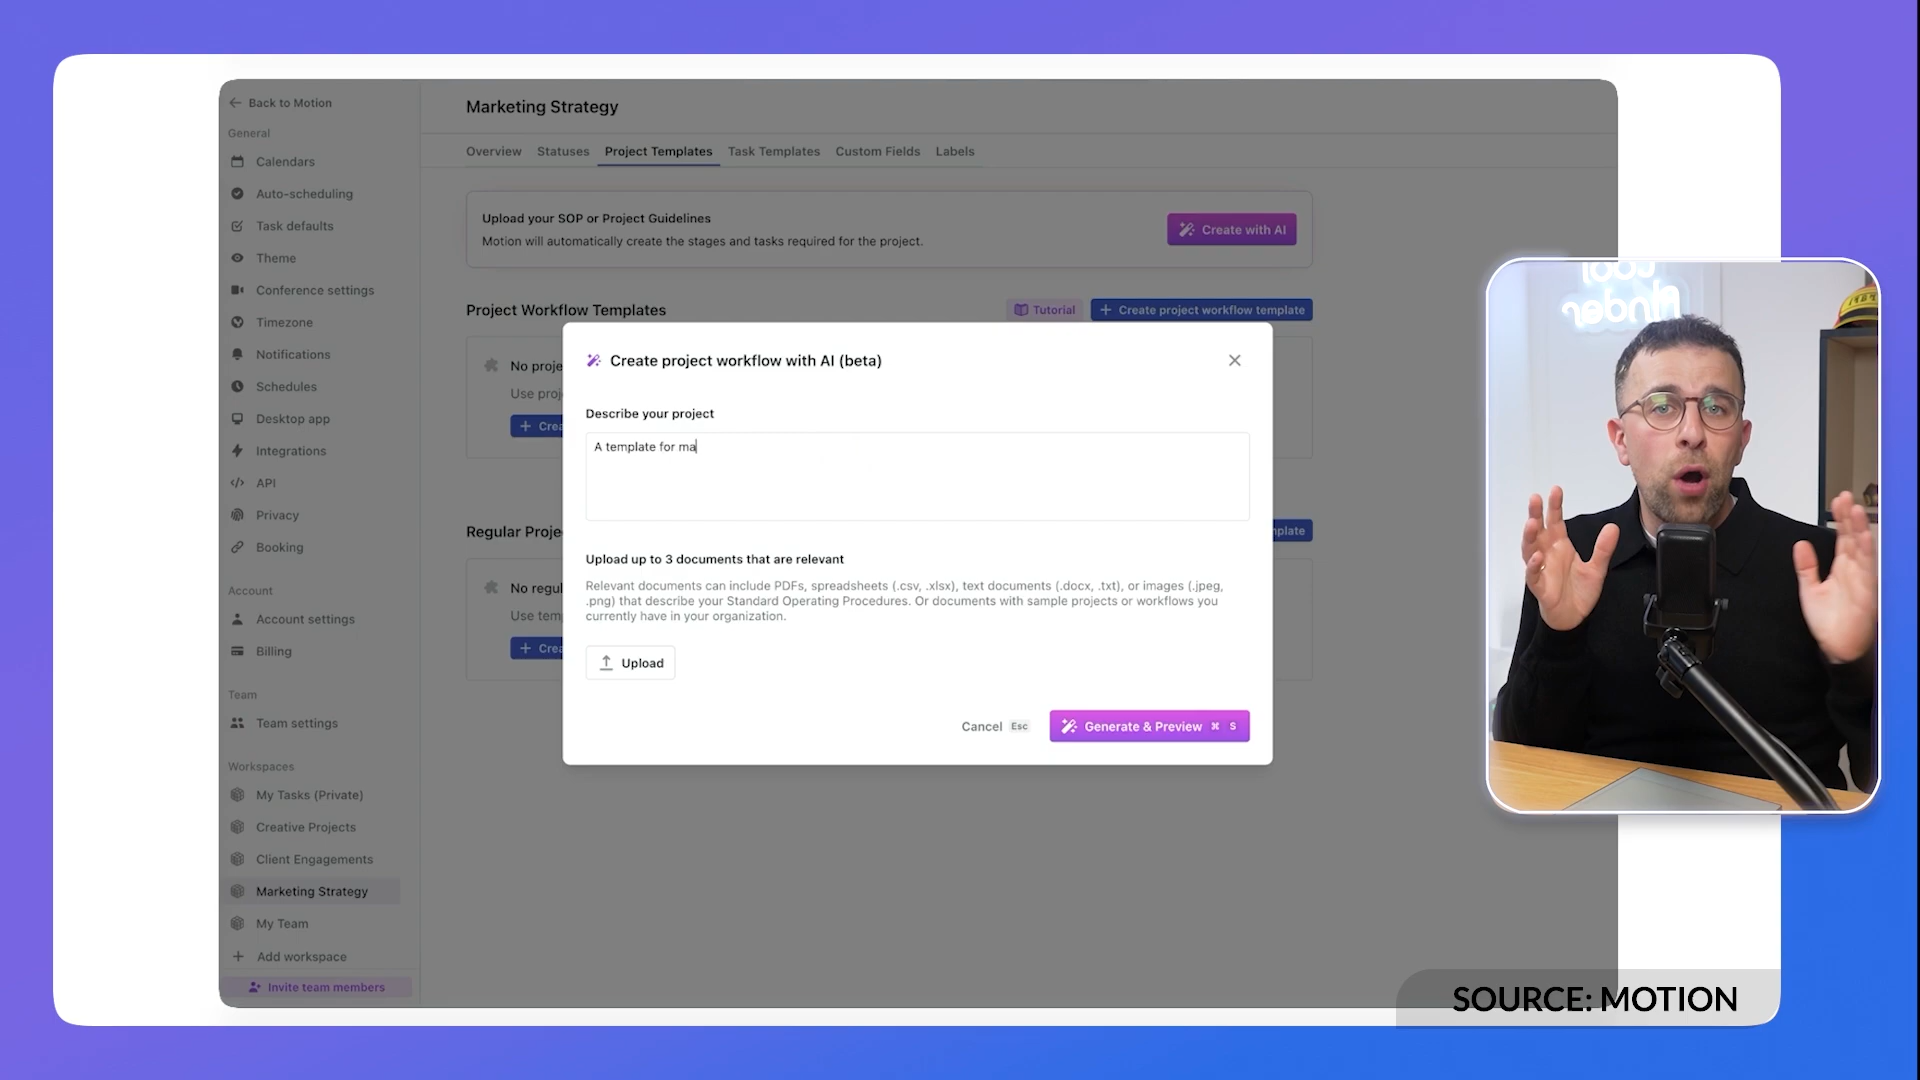 Back to Motion
General
Calendars
Auto-scheduling
Task defaults
Theme
Conference settings
Timezone
Notifications
Schedules
Desktop app
Integrations
API
Privacy
Booking
Account
Account settings
Billing
Team
Team settings
Workspaces
My Tasks (Private)
Creative Projects
Client Engagements
Marketing Strategy
My Team
Add workspace
Invite team members
Marketing Strategy
Overview Statuses Project Templates Task Templates Custom Fields Labels
Upload your SOP or Project Guidelines
Motion will automatically create the stages and tasks required for the project.
Create with AI
Project Workflow Templates
Tutorial
+ Create project workflow template
No proje
Use proj
+ Crea
Regular Proje
mplate
No regul
Use tem
+ Crea
Create project workflow with AI (beta)
Describe your project
A template for ma
Upload up to 3 documents that are relevant
Relevant documents can include PDFs, spreadsheets (.csv, .xlsx), text documents (.docx, .txt), or images (.jpeg,
.png) that describe your Standard Operating Procedures. Or documents with sample projects or workflows you
currently have in your organization.
Upload
Cancel Esc
Generate & Preview ⌘ S
SOURCE: MOTION